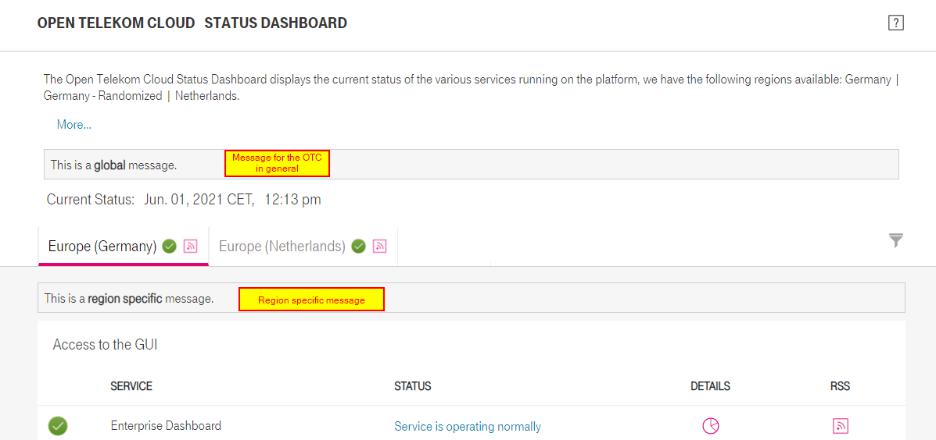 OPEN TELEKOM CLOUD STATUS DASHBOARD
?
The Open Telekom Cloud Status Dashboard displays the current status of the various services running on the platform, we have the following regions available: Germany |
Germany - Randomized | Netherlands.
More...
This is a global message.
Message for the OTC
in general
Current Status: Jun. 01, 2021 CET, 12:13 pm
Europe (Germany)
Europe (Netherlands)
This is a region specific message.
Region specific message
Access to the GUI
SERVICE STATUS DETAILS RSS
Enterprise Dashboard Service is operating normally